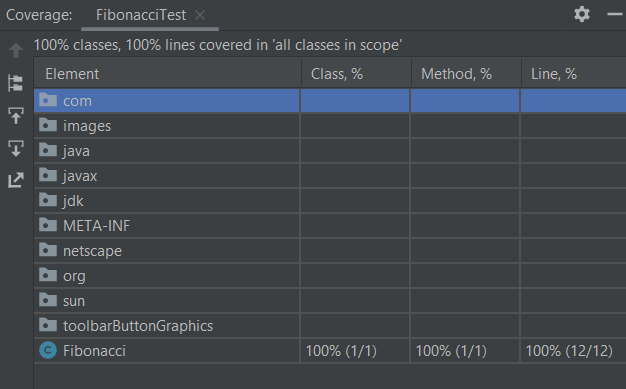 Coverage: FibonacciTest
100% classes, 100% lines covered in 'all classes in scope'
Element Class, % Method, % Line, %
com
images
java
javax
jdk
META-INF
netscape
org
sun
toolbarButtonGraphics
C Fibonacci 100% (1/1) 100% (1/1) 100% (12/12)